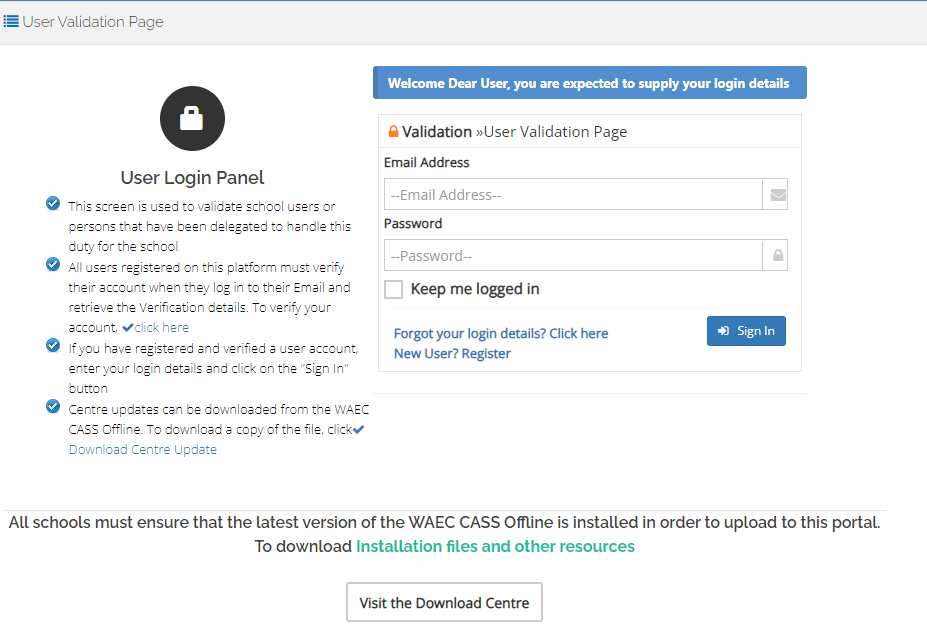 User Validation Page
Welcome Dear User, you are expected to supply your login details
User Login Panel
This screen is used to validate school users or
persons that have been delegated to handle this
duty for the school
All users registered on this platform must verify
their account when they log in to their Email and
retrieve the Verification details. To verify your
account, click here
If you have registered and verified a user account,
enter your login details and click on the "Sign In"
button
Centre updates can be downloaded from the WAEC
CASS Offline. To download a copy of the file, click
Download Centre Update
Validation »User Validation Page
Email Address
--Email Address--
Password
--Password--
Keep me logged in
Forgot your login details? Click here
New User? Register
Sign In
All schools must ensure that the latest version of the WAEC CASS Offline is installed in order to upload to this portal.
To download Installation files and other resources
Visit the Download Centre